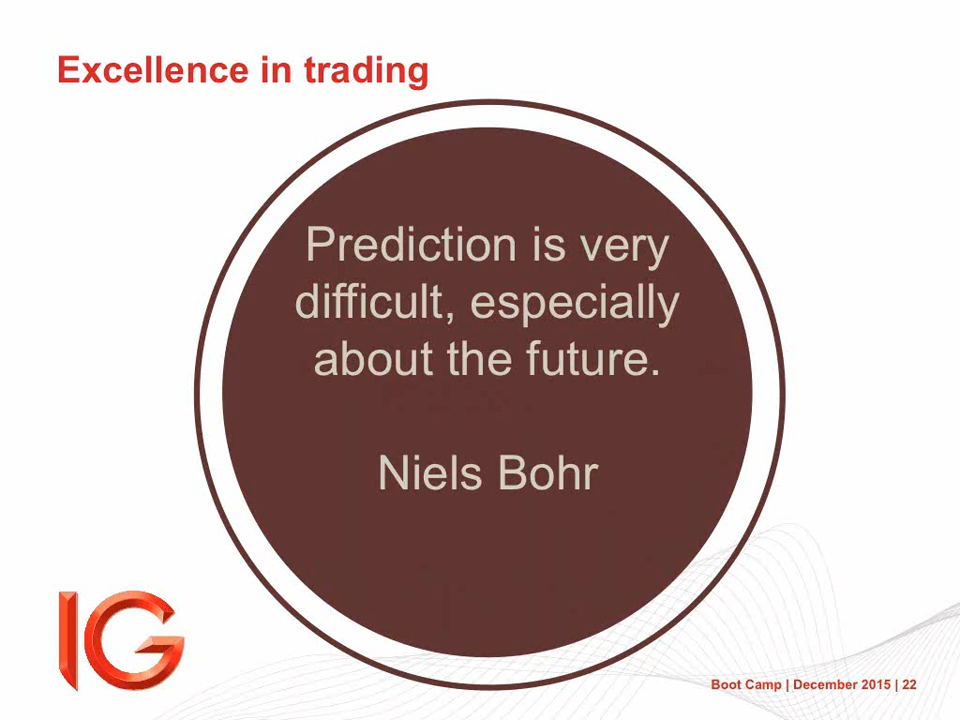 Excellence in trading
Prediction is very
difficult, especially
about the future.
Niels Bohr
IG
Boot Camp | December 2015 | 22